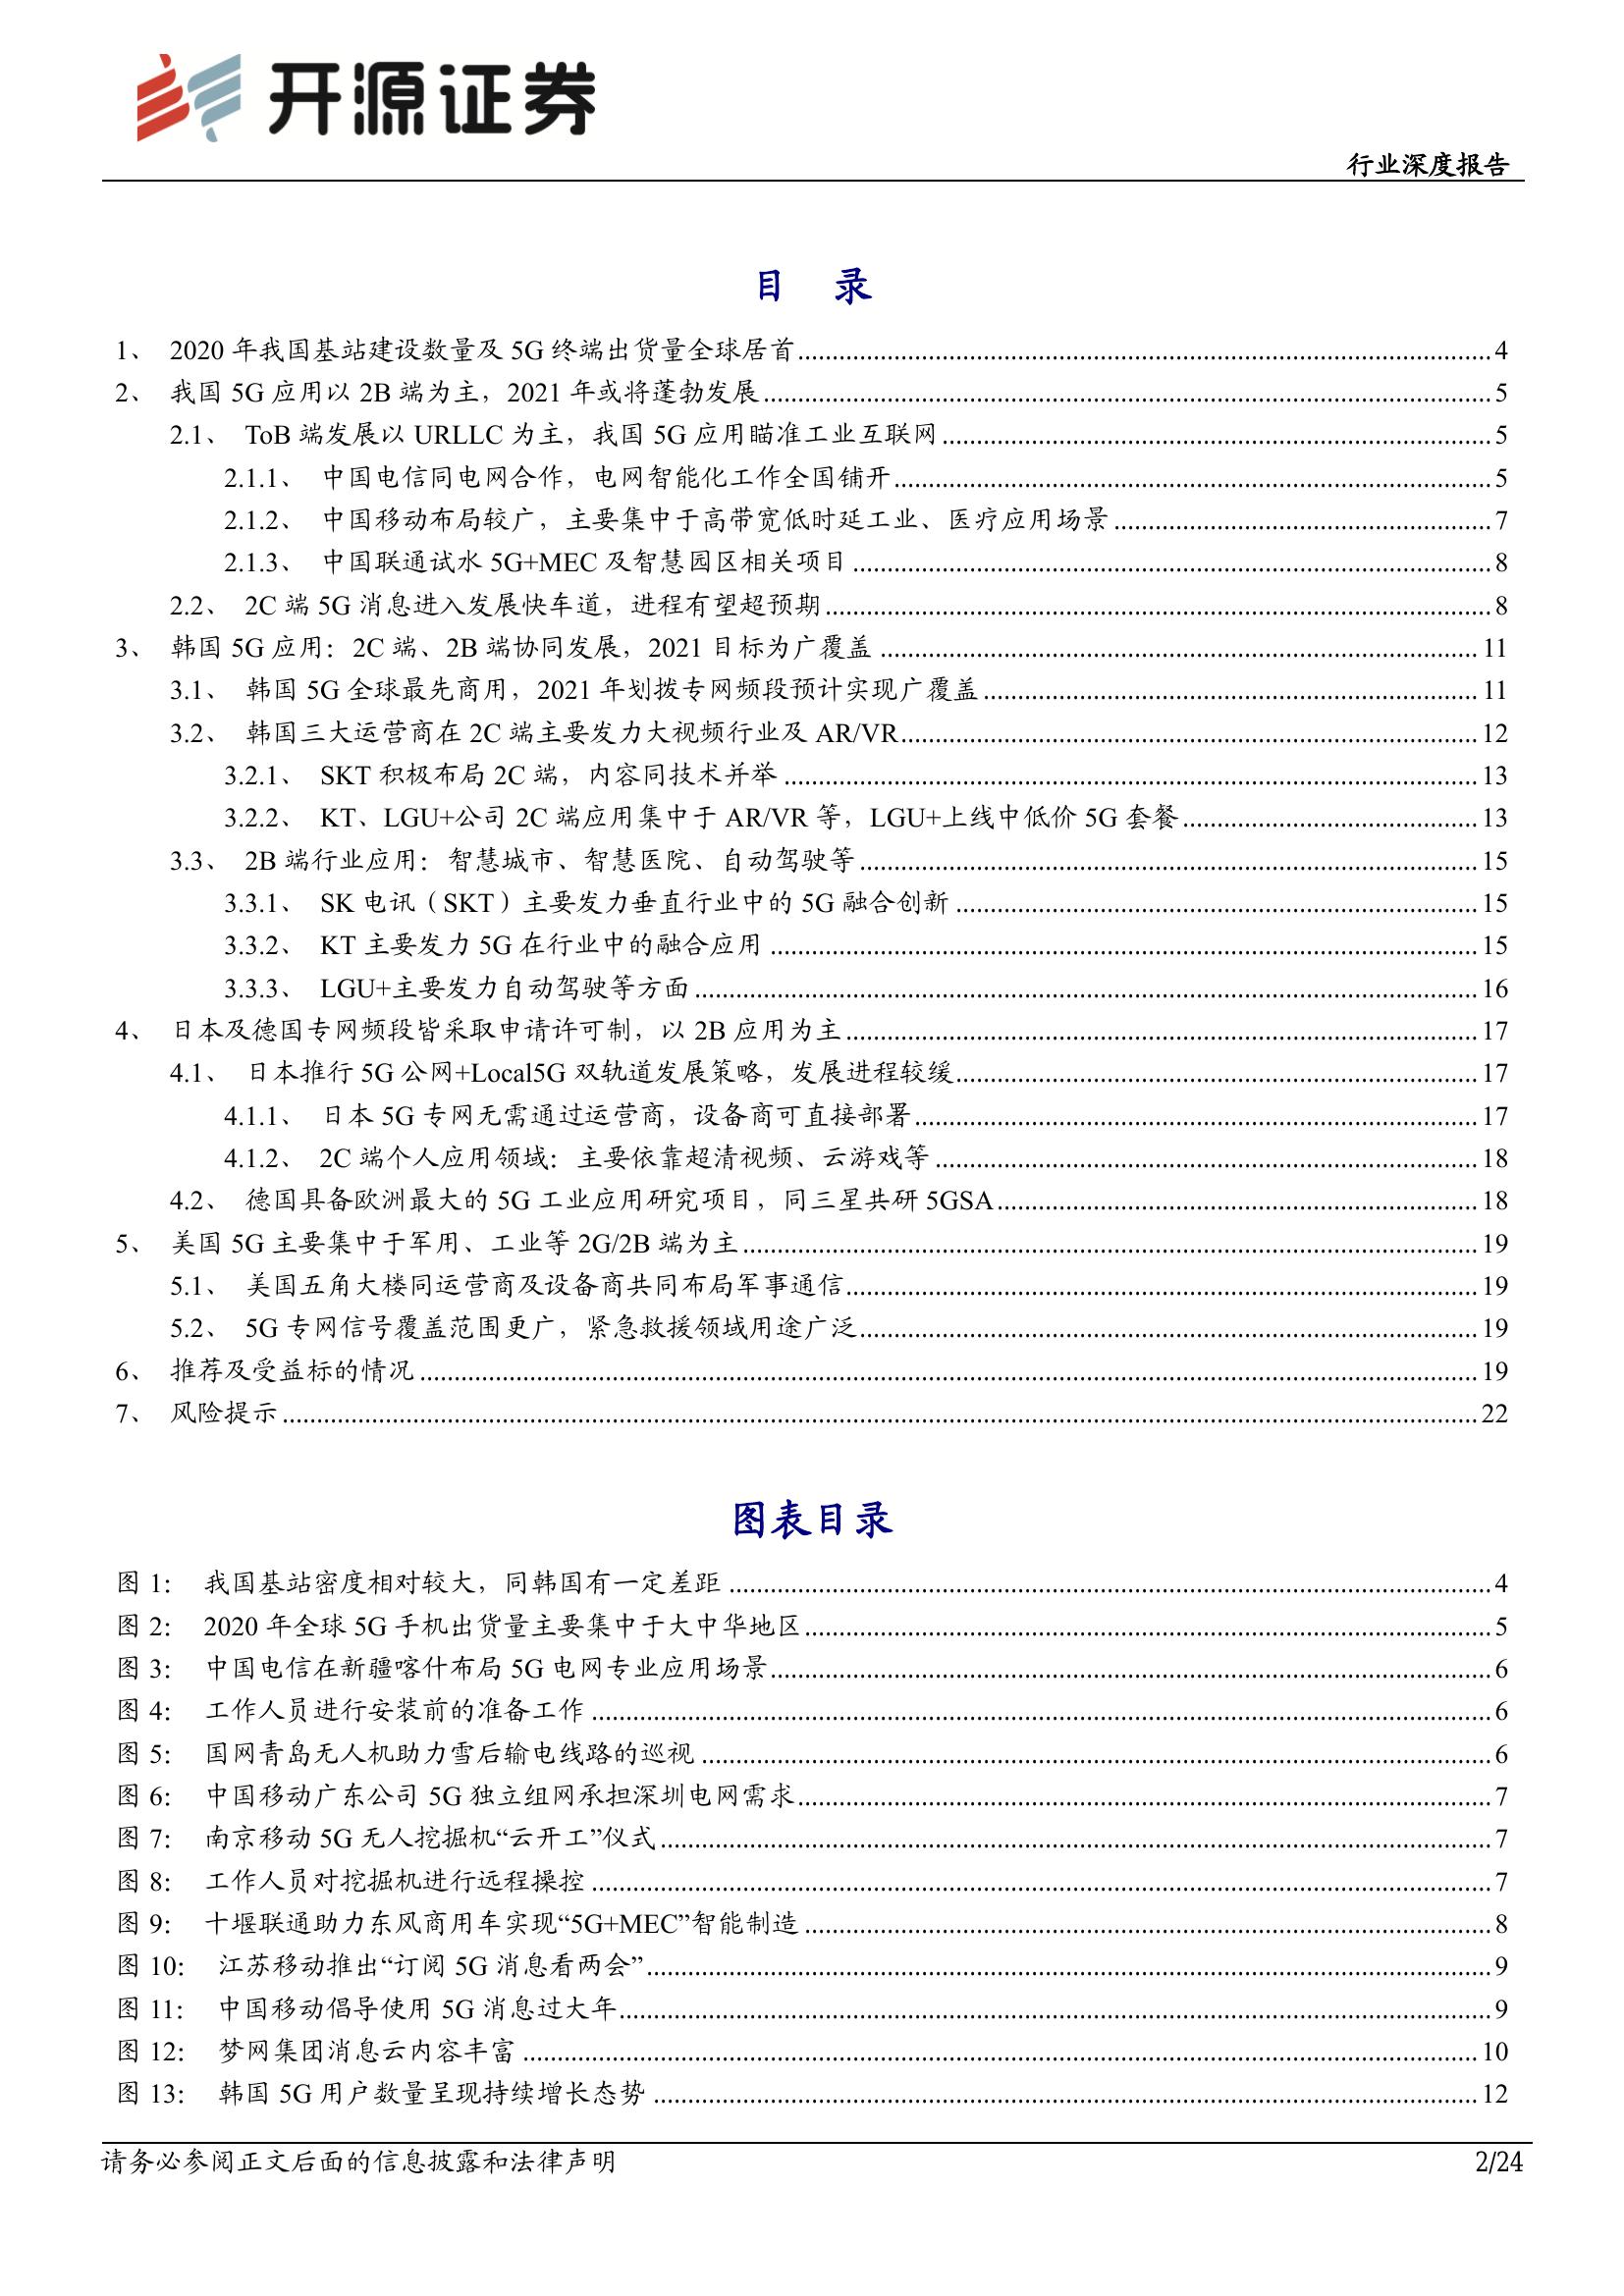 开源证券
行业深度报告
目 录
1、 2020 年我国基站建设数量及 5G 终端出货量全球居首 4
2、 我国 5G 应用以 2B 端为主，2021 年或将蓬勃发展 5
2.1、 ToB 端发展以 URLLC 为主，我国 5G 应用瞄准工业互联网 5
2.1.1、 中国电信同电网合作，电网智能化工作全国铺开 5
2.1.2、 中国移动布局较广，主要集中于高带宽低时延工业、医疗应用场景 7
2.1.3、 中国联通试水 5G+MEC 及智慧园区相关项目 8
2.2、 2C 端 5G 消息进入发展快车道，进程有望超预期 8
3、 韩国 5G 应用：2C 端、2B 端协同发展，2021 目标为广覆盖 11
3.1、 韩国 5G 全球最先商用，2021 年划拨专网频段预计实现广覆盖 11
3.2、 韩国三大运营商在 2C 端主要发力大视频行业及 AR/VR 12
3.2.1、 SKT 积极布局 2C 端，内容同技术并举 13
3.2.2、 KT、LGU+公司 2C 端应用集中于 AR/VR 等，LGU+上线中低价 5G 套餐 13
3.3、 2B 端行业应用：智慧城市、智慧医院、自动驾驶等 15
3.3.1、 SK 电讯（SKT）主要发力垂直行业中的 5G 融合创新 15
3.3.2、 KT 主要发力 5G 在行业中的融合应用 15
3.3.3、 LGU+主要发力自动驾驶等方面 16
4、 日本及德国专网频段皆采取申请许可制，以 2B 应用为主 17
4.1、 日本推行 5G 公网+Local5G 双轨道发展策略，发展进程较缓 17
4.1.1、 日本 5G 专网无需通过运营商，设备商可直接部署 17
4.1.2、 2C 端个人应用领域：主要依靠超清视频、云游戏等 18
4.2、 德国具备欧洲最大的 5G 工业应用研究项目，同三星共研 5GSA 18
5、 美国 5G 主要集中于军用、工业等 2G/2B 端为主 19
5.1、 美国五角大楼同运营商及设备商共同布局军事通信 19
5.2、 5G 专网信号覆盖范围更广，紧急救援领域用途广泛 19
6、 推荐及受益标的情况 19
7、 风险提示 22
图表目录
图 1： 我国基站密度相对较大，同韩国有一定差距 4
图 2： 2020 年全球 5G 手机出货量主要集中于大中华地区 5
图 3： 中国电信在新疆喀什布局 5G 电网专业应用场景 6
图 4： 工作人员进行安装前的准备工作 6
图 5： 国网青岛无人机助力雪后输电线路的巡视 6
图 6： 中国移动广东公司 5G 独立组网承担深圳电网需求 7
图 7： 南京移动 5G 无人挖掘机“云开工”仪式 7
图 8： 工作人员对挖掘机进行远程操控 7
图 9： 十堰联通助力东风商用车实现“5G+MEC”智能制造 8
图 10： 江苏移动推出“订阅 5G 消息看两会” 9
图 11： 中国移动倡导使用 5G 消息过大年 9
图 12： 梦网集团消息云内容丰富 10
图 13： 韩国 5G 用户数量呈现持续增长态势 12
请务必参阅正文后面的信息披露和法律声明 2/24